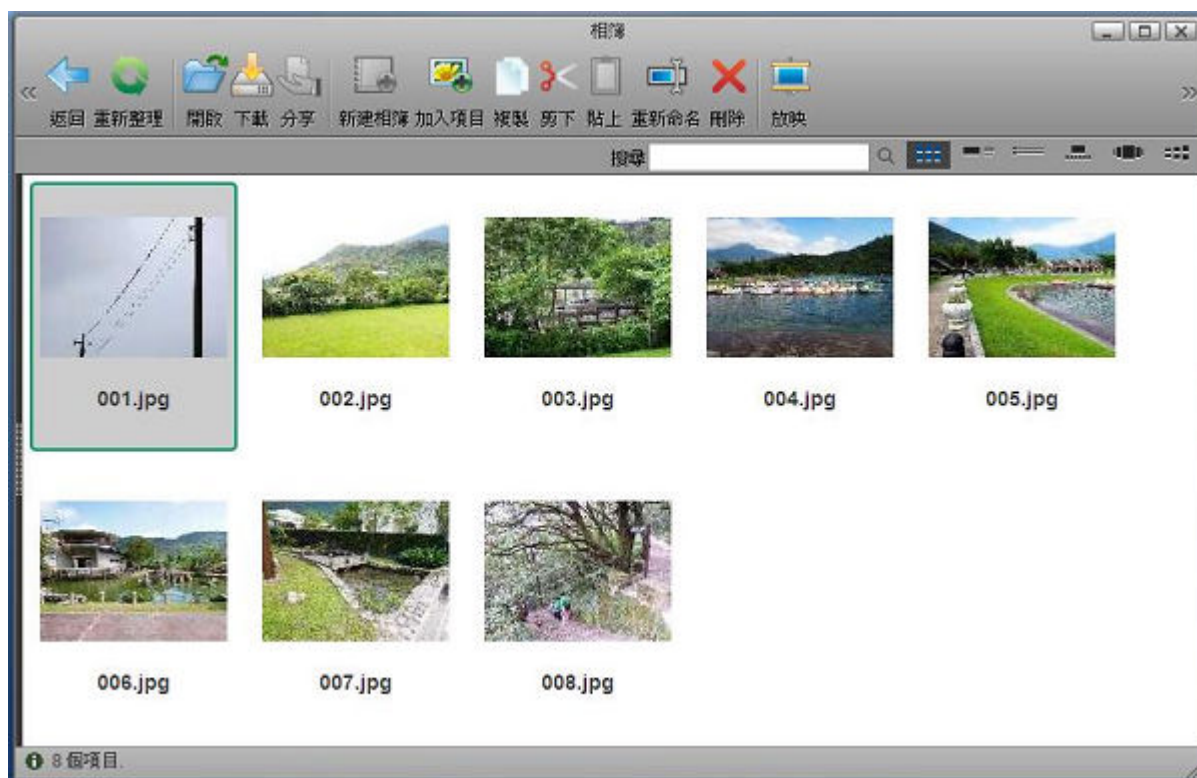 相簿
返回 重新整理 開啟 下載 分享 新建相簿 加入項目 複製 剪下 貼上 重新命名 刪除 放映
搜尋
001.jpg 002.jpg 003.jpg 004.jpg 005.jpg
006.jpg 007.jpg 008.jpg
8 個項目.